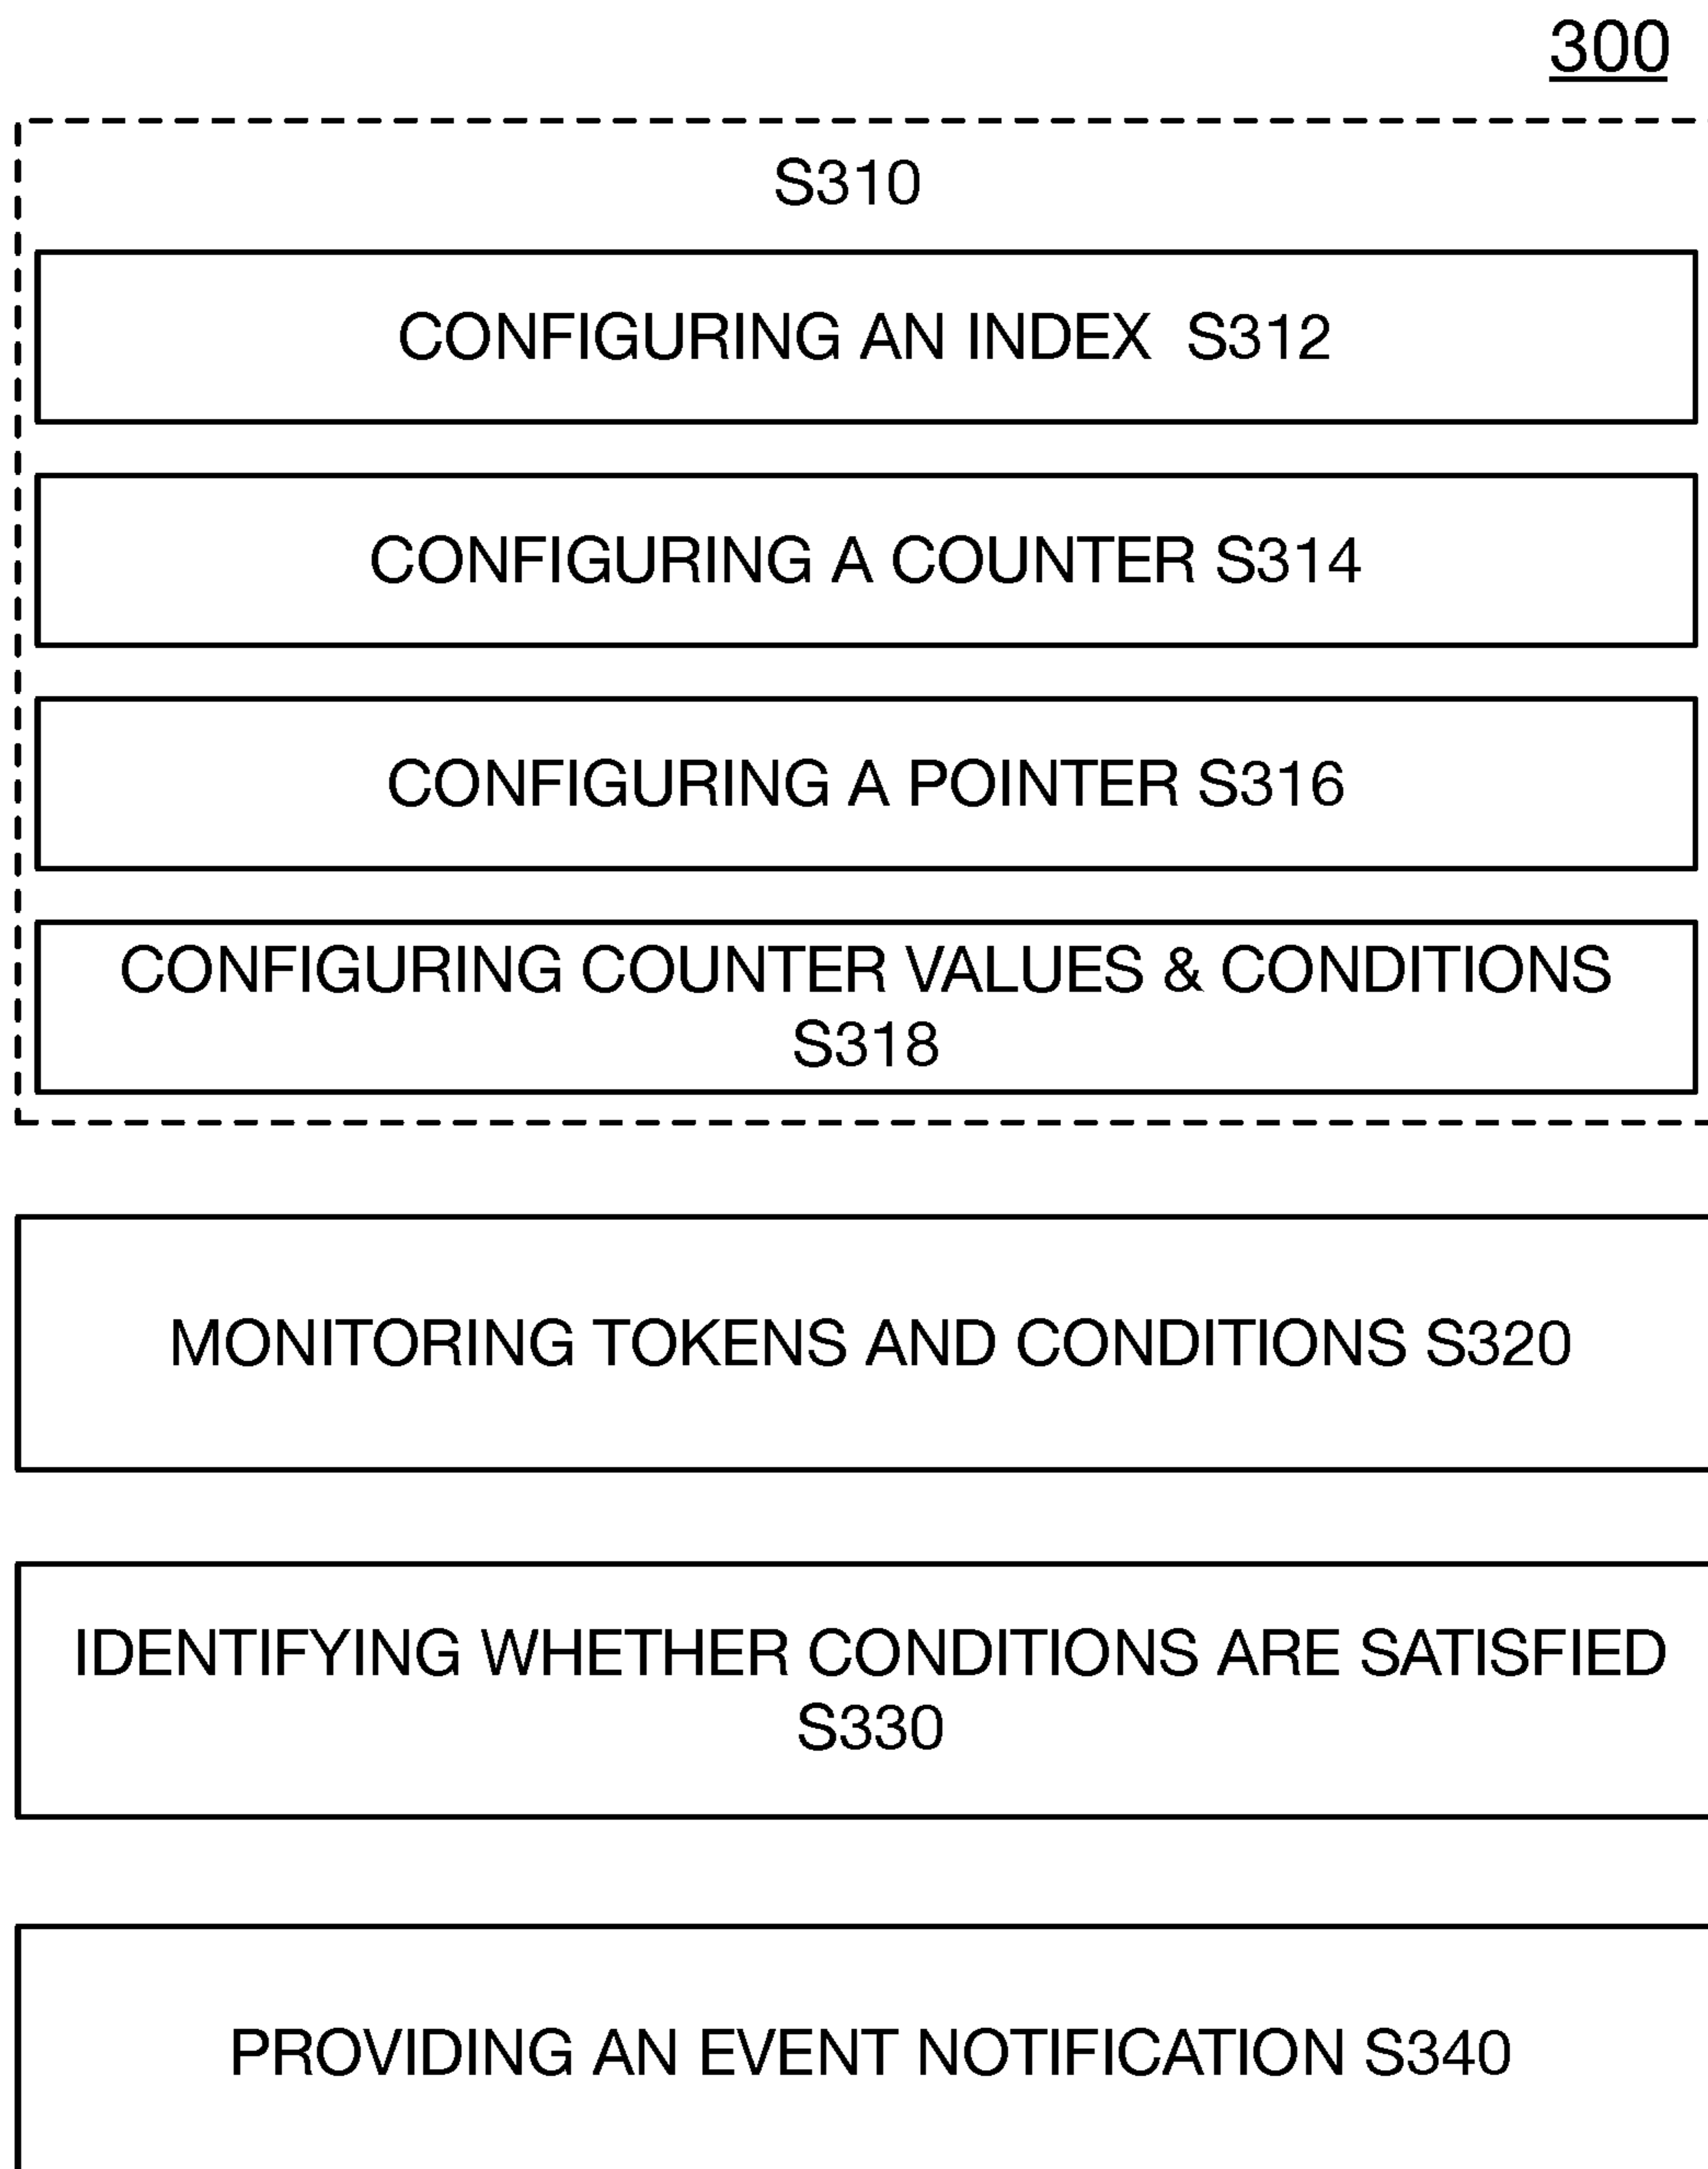 300
S310
CONFIGURING AN INDEX S312
CONFIGURING A COUNTER S314
CONFIGURING A POINTER S316
CONFIGURING COUNTER VALUES & CONDITIONS
S318
MONITORING TOKENS AND CONDITIONS S320
IDENTIFYING WHETHER CONDITIONS ARE SATISFIED
S330
PROVIDING AN EVENT NOTIFICATION S340